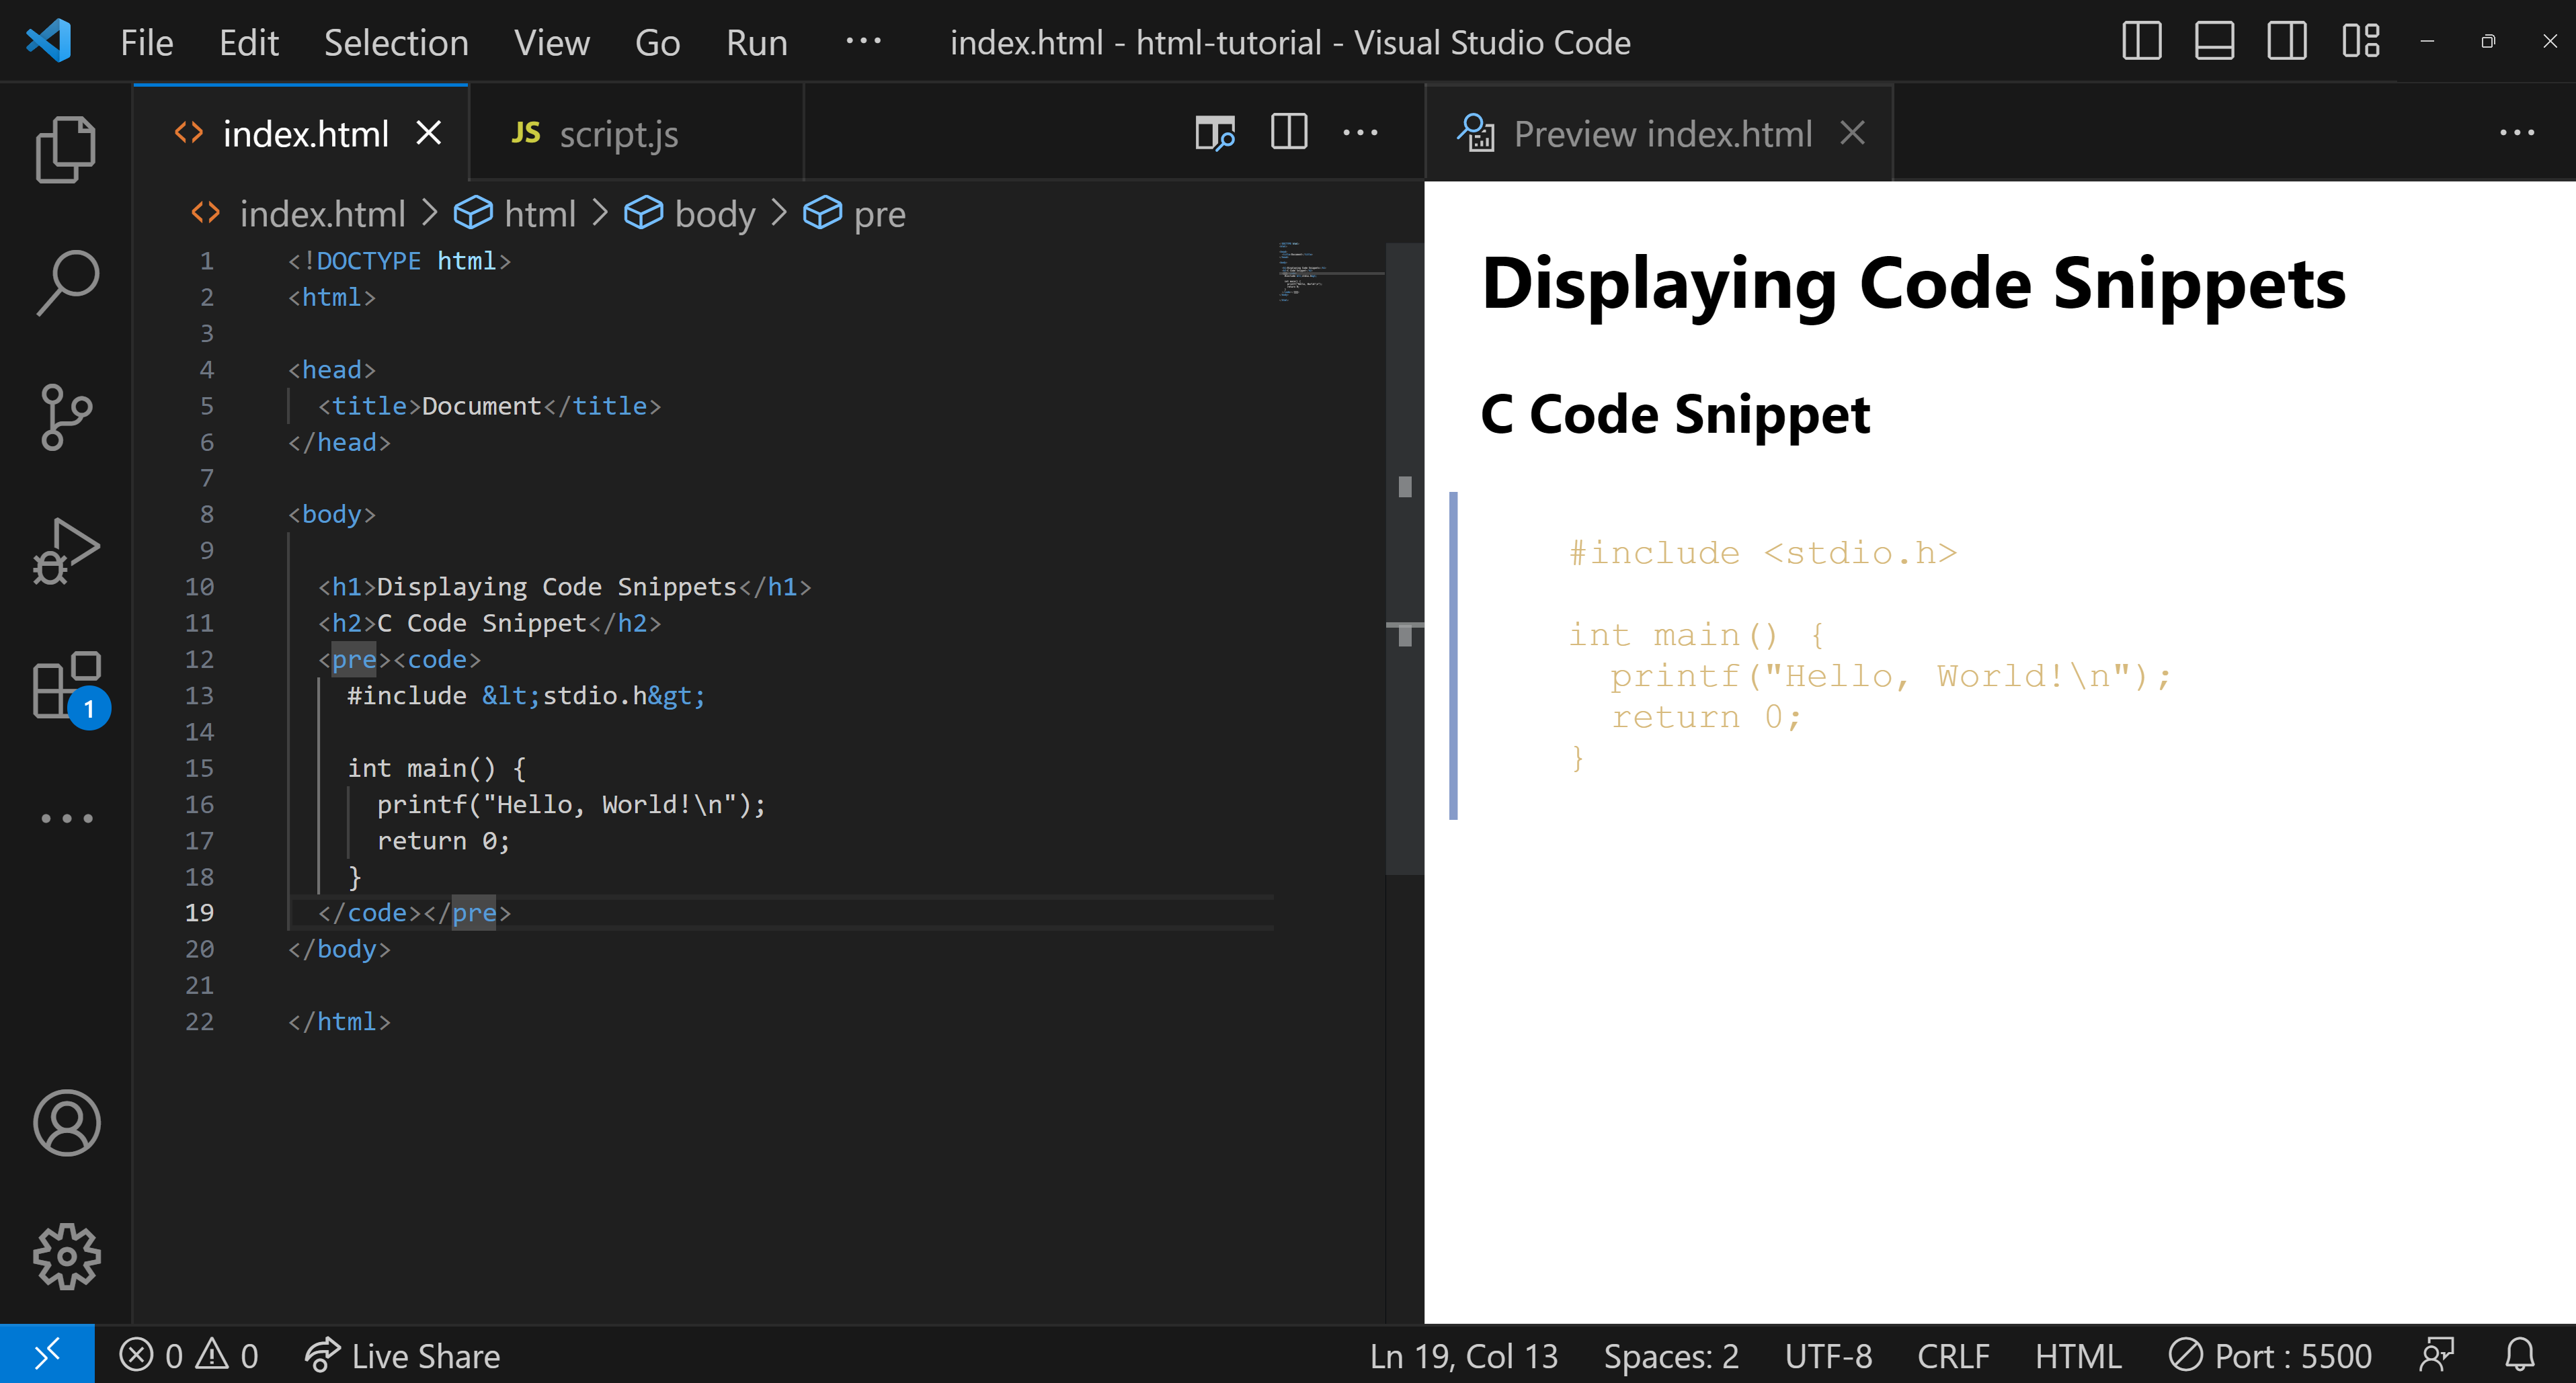 File Edit Selection View Go Run ··· index.html - html-tutorial - Visual Studio Code
index.html JS script.js
index.html > html > body > pre
1 <!DOCTYPE html>
2 <html>
3
4 <head>
5 <title>Document</title>
6 </head>
7
8 <body>
9
10 <h1>Displaying Code Snippets</h1>
11 <h2>C Code Snippet</h2>
12 <pre><code>
13 #include &lt;stdio.h&gt;
14
15 int main() {
16 printf("Hello, World!\n");
17 return 0;
18 }
19 </code></pre>
20 </body>
21
22 </html>
1
Preview index.html
Displaying Code Snippets
C Code Snippet
#include <stdio.h>
int main() {
printf("Hello, World!\n");
return 0;
}
0 0 Live Share Ln 19, Col 13 Spaces: 2 UTF-8 CRLF HTML Port : 5500